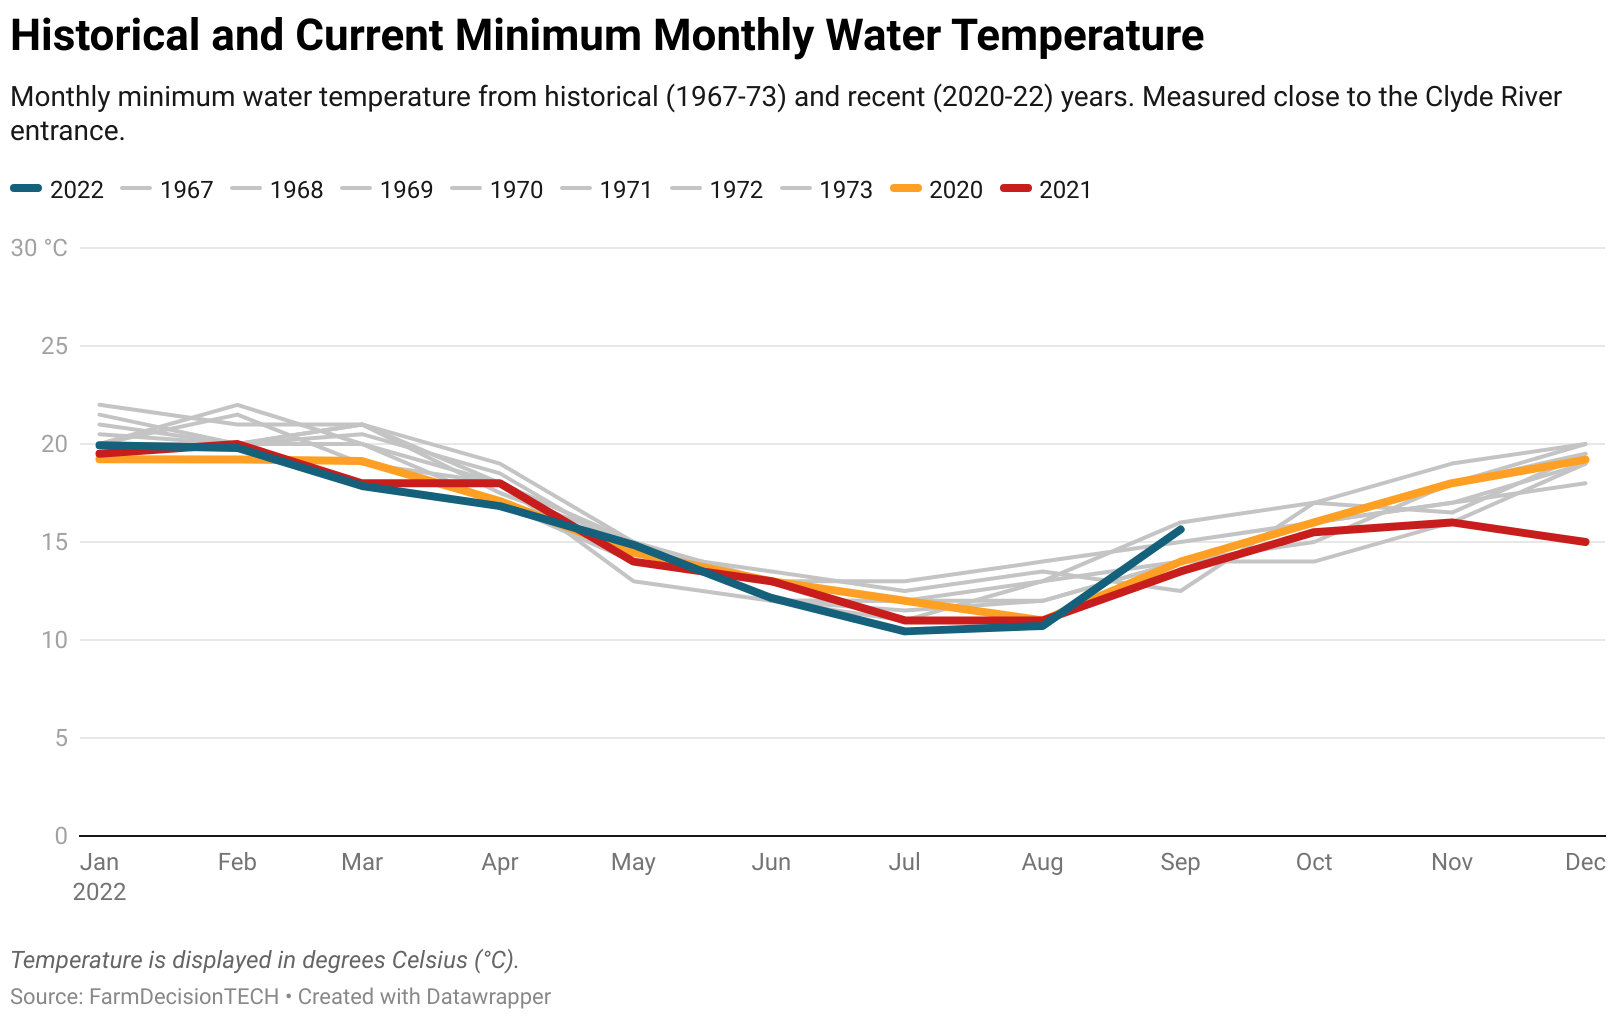 Historical and Current Minimum Monthly Water Temperature
Monthly minimum water temperature from historical (1967-73) and recent (2020-22) years. Measured close to the Clyde River
entrance.
2022 1967 1968 1969 1970 1971 1972 1973 2020 2021
30 °C
25
20
15
10
5
0
Jan Feb Mar Apr May Jun Jul Aug Sep Oct Nov Dec
2022
Temperature is displayed in degrees Celsius (°C).
Source: FarmDecisionTECH • Created with Datawrapper